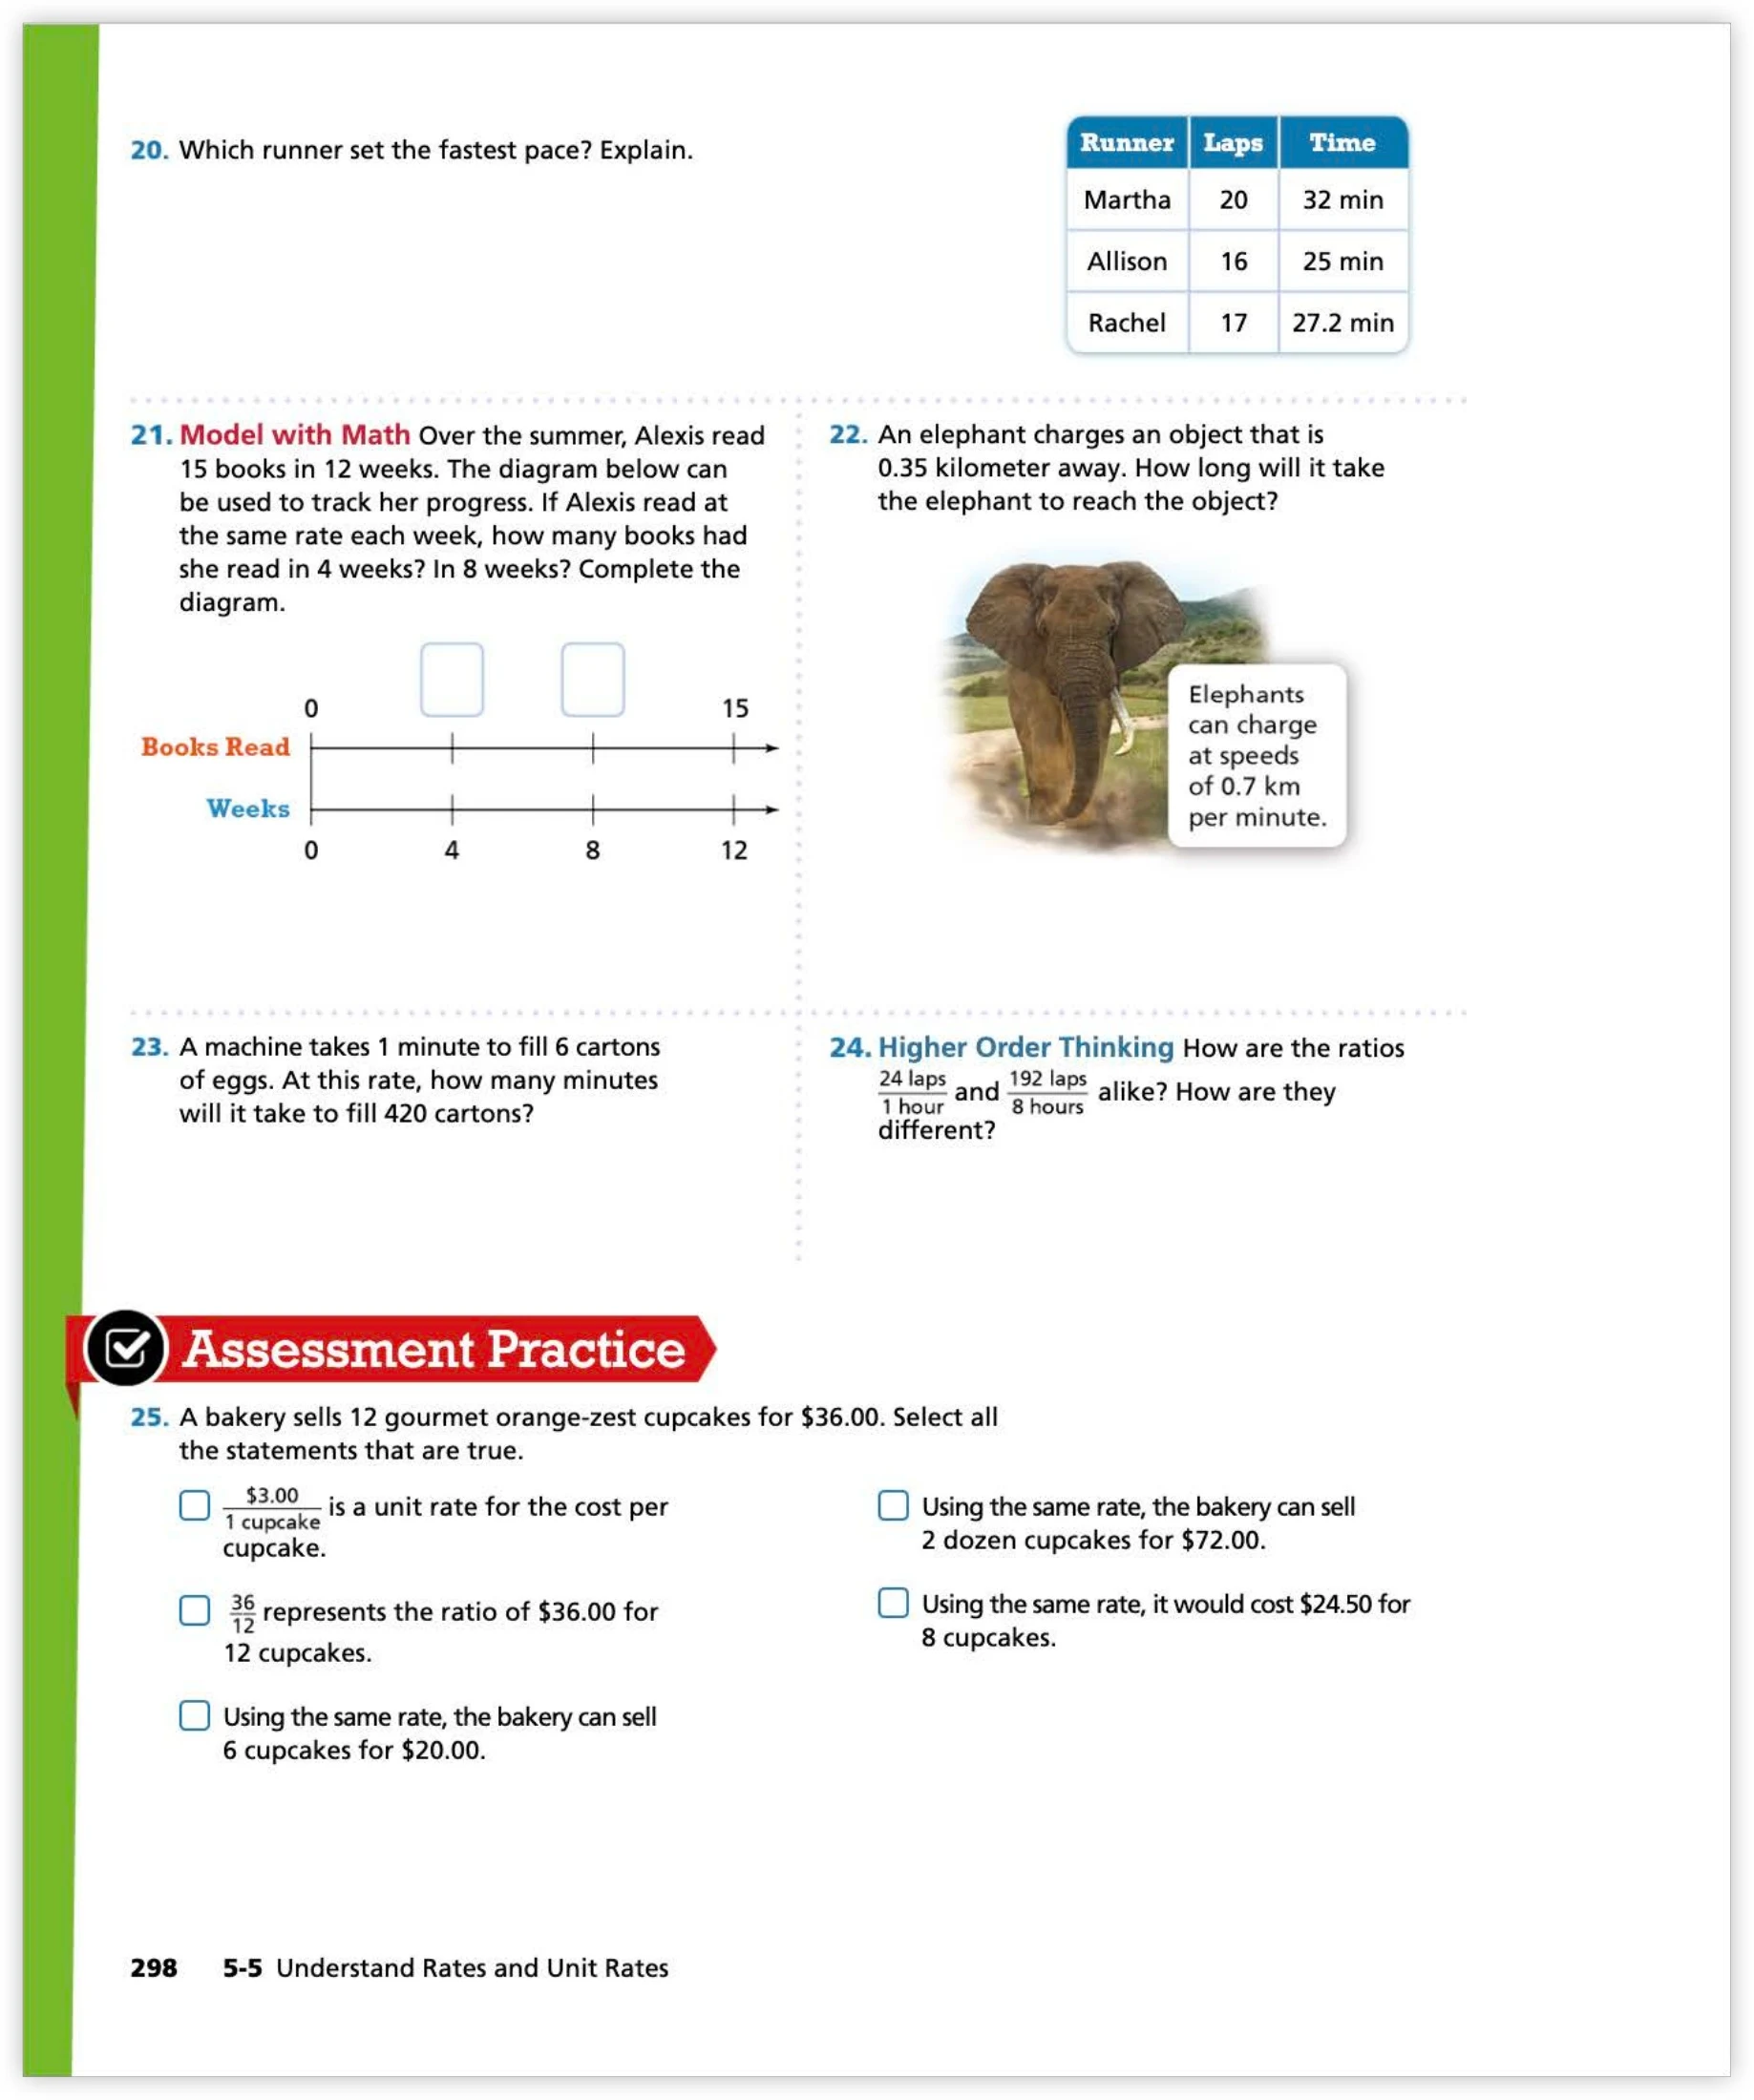 20. Which runner set the fastest pace? Explain.
Runner Laps Time
Martha 20 32 min
Allison 16 25 min
Rachel 17 27.2 min
21. Model with Math Over the summer, Alexis read
15 books in 12 weeks. The diagram below can
be used to track her progress. If Alexis read at
the same rate each week, how many books had
she read in 4 weeks? In 8 weeks? Complete the
diagram.
0 15
Books Read
Weeks
0 4 8 12
22. An elephant charges an object that is
0.35 kilometer away. How long will it take
the elephant to reach the object?
Elephants
can charge
at speeds
of 0.7 km
per minute.
23. A machine takes 1 minute to fill 6 cartons
of eggs. At this rate, how many minutes
will it take to fill 420 cartons?
24. Higher Order Thinking How are the ratios
24 laps/1 hour and 192 laps/8 hours alike? How are they
different?
Assessment Practice
25. A bakery sells 12 gourmet orange-zest cupcakes for $36.00. Select all
the statements that are true.
$3.00/1 cupcake is a unit rate for the cost per
cupcake.
36/12 represents the ratio of $36.00 for
12 cupcakes.
Using the same rate, the bakery can sell
6 cupcakes for $20.00.
Using the same rate, the bakery can sell
2 dozen cupcakes for $72.00.
Using the same rate, it would cost $24.50 for
8 cupcakes.
298 5-5 Understand Rates and Unit Rates